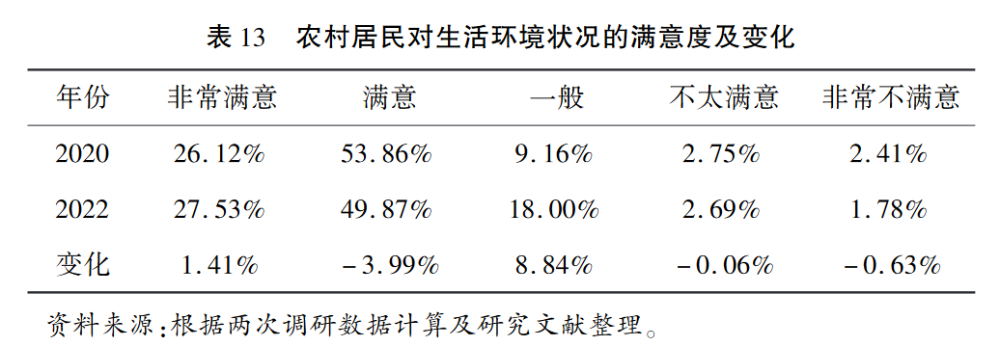 表 13 农村居民对生活环境状况的满意度及变化
年份 非常满意 满意 一般 不太满意 非常不满意
2020 26.12% 53.86% 9.16% 2.75% 2.41%
2022 27.53% 49.87% 18.00% 2.69% 1.78%
变化 1.41% -3.99% 8.84% -0.06% -0.63%
资料来源:根据两次调研数据计算及研究文献整理。